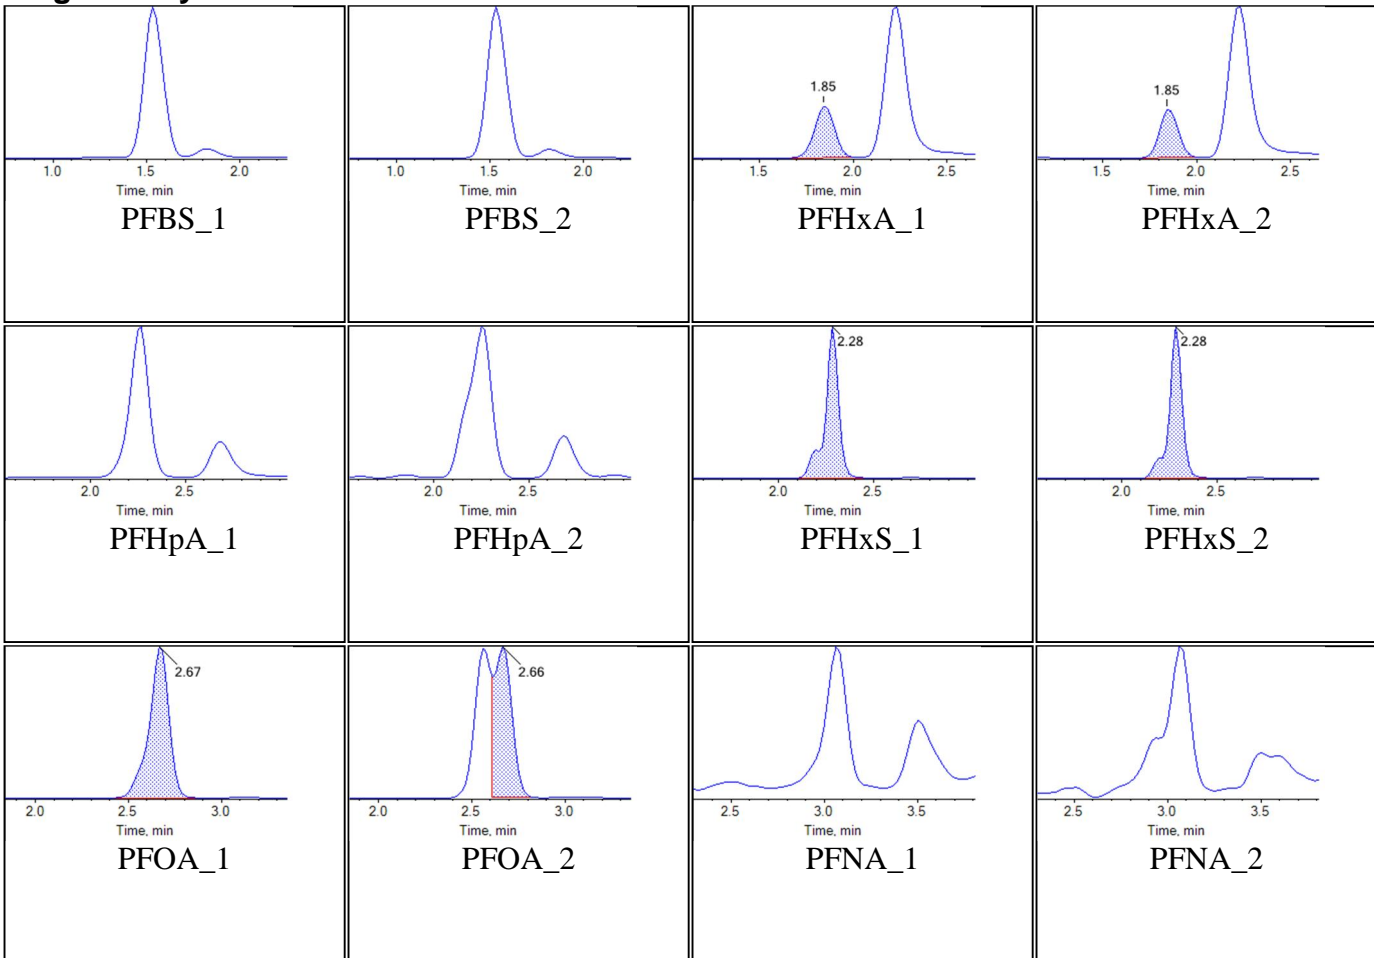 1.85 1.85
1.0 1.5 2.0 1.0 1.5 2.0 1.5 2.0 2.5 1.5 2.0 2.5
Time, min Time, min Time, min Time, min
PFBS_1 PFBS_2 PFHxA_1 PFHxA_2
2.28 2.28
2.0 2.5 2.0 2.5 2.0 2.5 2.0 2.5
Time, min Time, min Time, min Time, min
PFHpA_1 PFHpA_2 PFHxS_1 PFHxS_2
2.67 2.66
2.0 2.5 3.0 2.0 2.5 3.0 2.5 3.0 3.5 2.5 3.0 3.5
Time, min Time, min Time, min Time, min
PFOA_1 PFOA_2 PFNA_1 PFNA_2